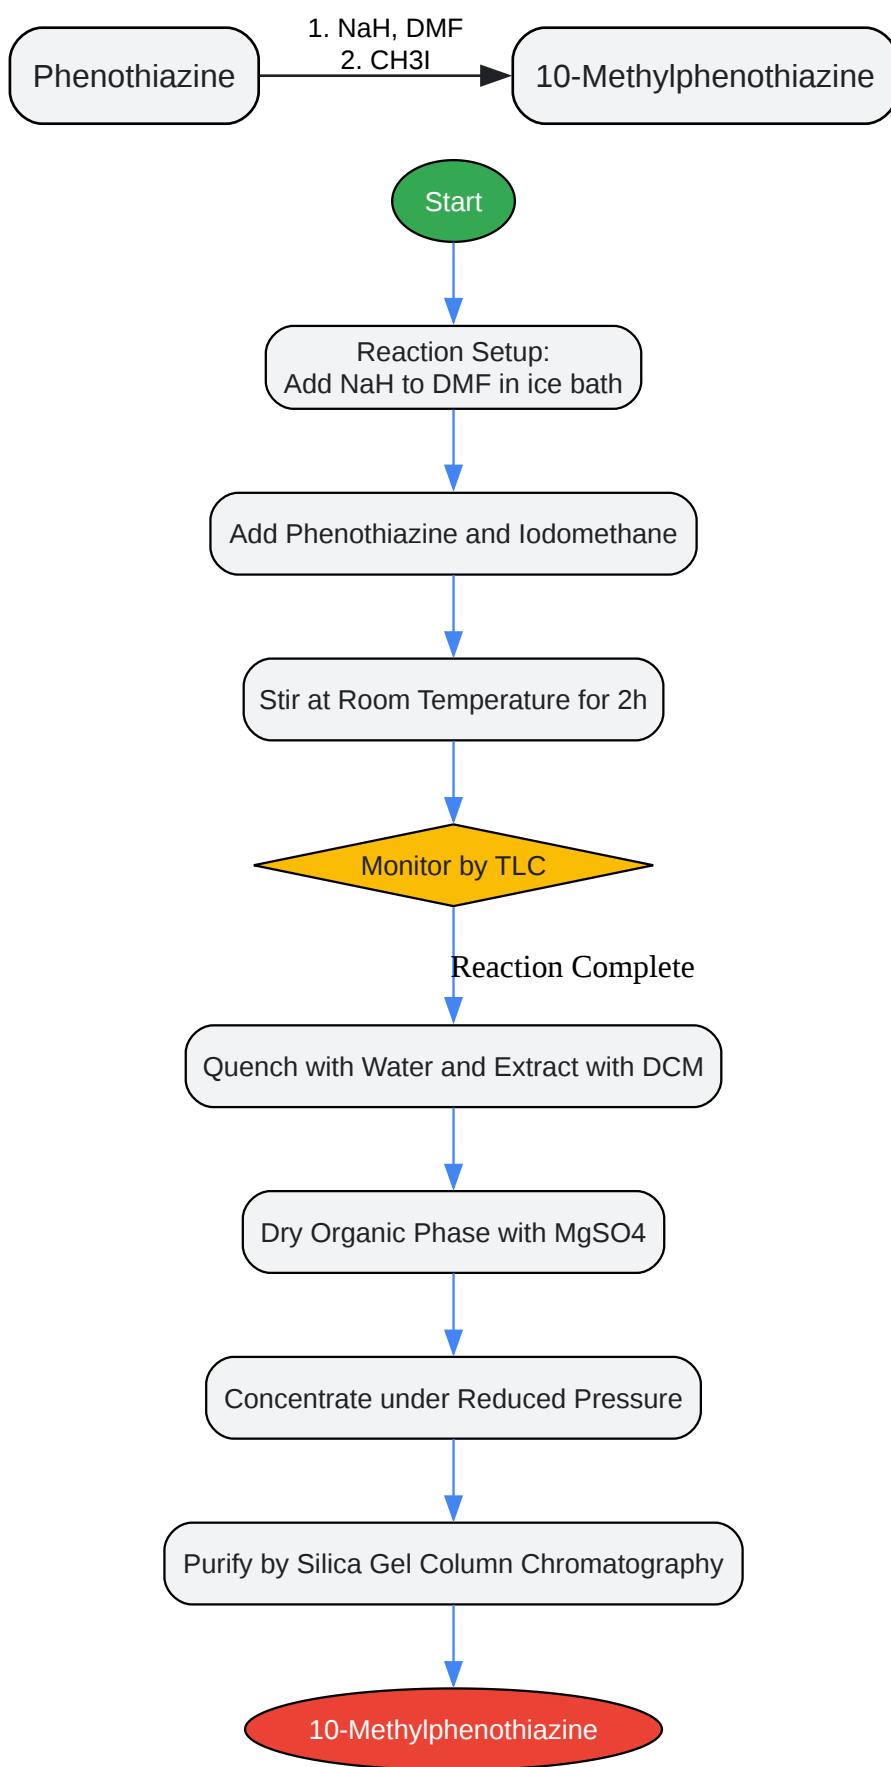 1. NaH, DMF
2. CH3I
Phenothiazine
10-Methylphenothiazine
Start
Reaction Setup:
Add NaH to DMF in ice bath
Add Phenothiazine and Iodomethane
Stir at Room Temperature for 2h
Monitor by TLC
Reaction Complete
Quench with Water and Extract with DCM
Dry Organic Phase with MgSO4
Concentrate under Reduced Pressure
Purify by Silica Gel Column Chromatography
10-Methylphenothiazine